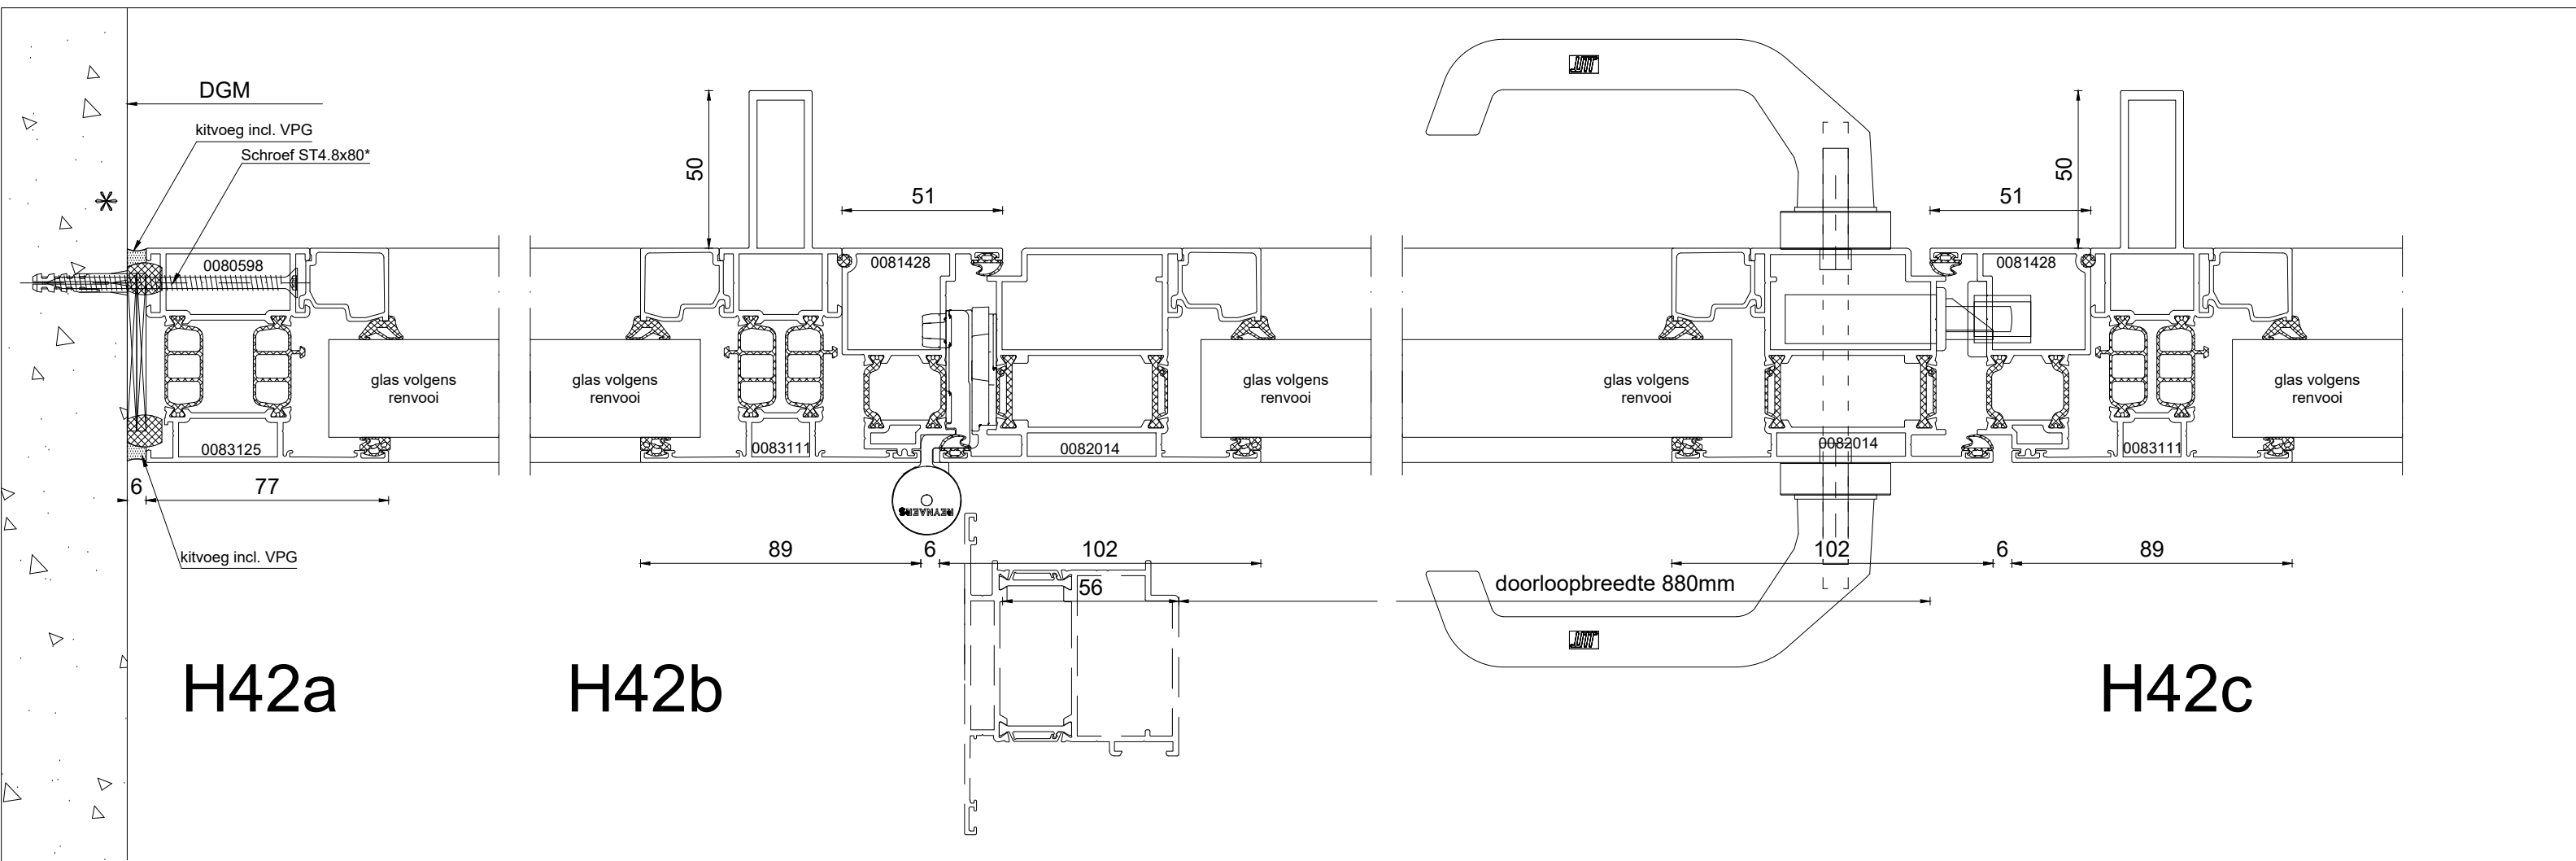 DGM
kitvoeg incl. VPG
Schroef ST4.8x80*
*
50
51
50
51
0080598
0081428
0081428
glas volgens
renvooi
glas volgens
renvooi
glas volgens
renvooi
glas volgens
renvooi
glas volgens
renvooi
0083125
0083111
0082014
0082014
0083111
6
77
REYNAERS
kitvoeg incl. VPG
89
6
102
102
6
89
56
doorloopbreedte 880mm
H42a
H42b
H42c